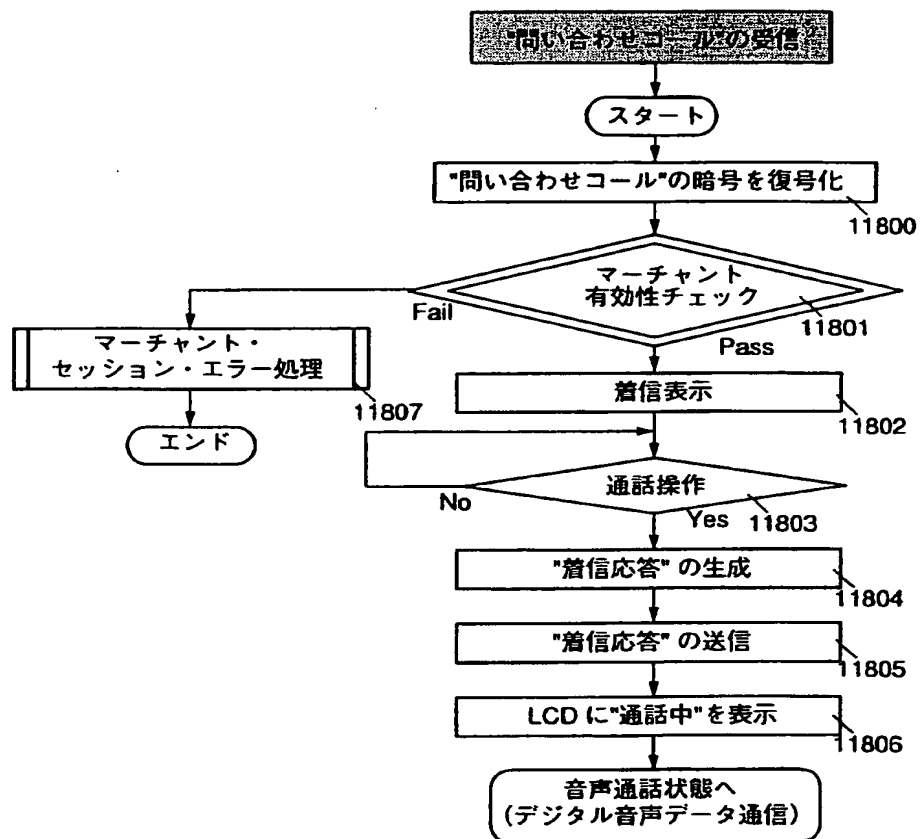 "問い合わせコール"の受信
スタート
"問い合わせコール"の暗号を復号化
11800
マーチャント
有効性チェック
11801
Fail
Pass
マーチャント・
セッション・エラー処理
11807
エンド
着信表示
11802
通話操作
No
Yes
11803
"着信応答" の生成
11804
"着信応答" の送信
11805
LCD に"通話中"を表示
11806
音声通話状態へ
(デジタル音声データ通信)